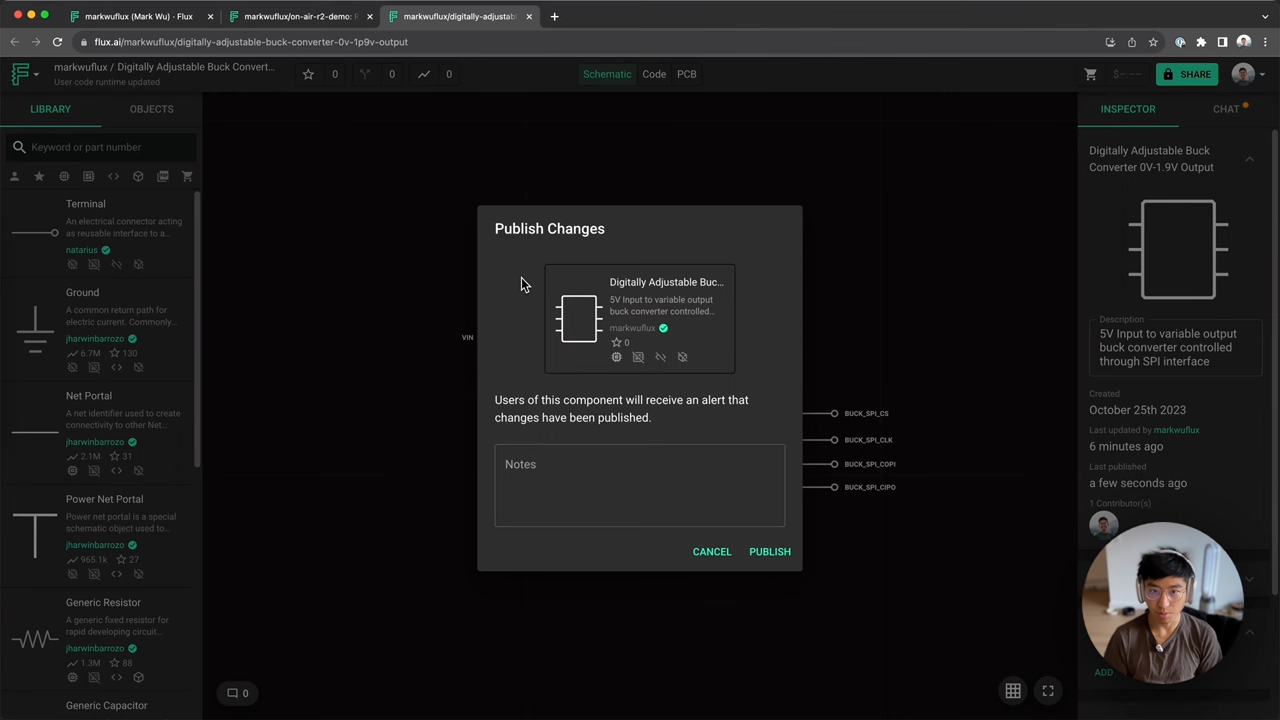 markwuflux (Mark Wu) · Flux
markwuflux/on-air-r2-demo: R
markwuflux/digitally-adjustab
flux.ai/markwuflux/digitally-adjustable-buck-converter-0v-1p9v-output
markwuflux / Digitally Adjustable Buck Convert...
User code runtime updated
0
0
0
Schematic
Code
PCB
$-.--
SHARE
LIBRARY
OBJECTS
Keyword or part number
Terminal
An electrical connector acting
as reusable interface to a...
natarius
Ground
A common return path for
electric current. Commonly...
jharwinbarrozo
6.7M
130
Net Portal
A net identifier used to create
connectivity to other Net...
jharwinbarrozo
2.1M
31
Power Net Portal
Power net portal is a special
schematic object used to...
jharwinbarrozo
965.1k
27
Generic Resistor
A generic fixed resistor for
rapid developing circuit...
jharwinbarrozo
1.3M
88
Generic Capacitor
VIN
Publish Changes
Digitally Adjustable Buc...
5V Input to variable output
buck converter controlled...
markwuflux
0
Users of this component will receive an alert that
changes have been published.
Notes
CANCEL
PUBLISH
BUCK_SPI_CS
BUCK_SPI_CLK
BUCK_SPI_COPI
BUCK_SPI_CIPO
0
INSPECTOR
CHAT
Digitally Adjustable Buck
Converter 0V-1.9V Output
Description
5V Input to variable output
buck converter controlled
through SPI interface
Created
October 25th 2023
Last updated by markwuflux
6 minutes ago
Last published
a few seconds ago
1 Contributor(s)
ADD